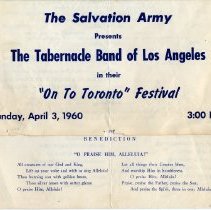 The Salvation Army
Presents
The Tabernacle Band of Los Angeles
in their
"On To Toronto" Festival
unday, April 3, 1960 3:00
BENEDICTION
"O PRAISE HIM, ALLELUIA!"
All creatures of our God and King,
Lift up your voice and with us sing Alleluia!
Thou burning sun with golden beam,
Thou silver moon with softer gleam
O praise Him, Alleluia!
Let all things their Creator bless,
And worship Him in humbleness,
O praise Him, Alleluia!
Praise, praise the Father, praise the Son,
And praise the Spirit, three in one; Alleluia!